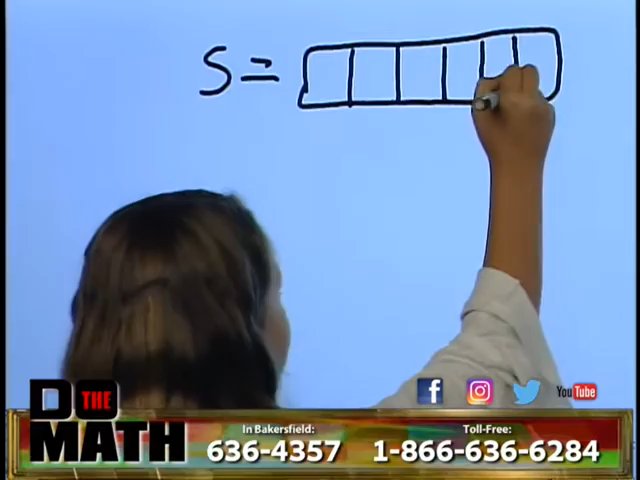 S =
DO THE MATH
In Bakersfield:
636-4357
Toll-Free:
1-866-636-6284
YouTube